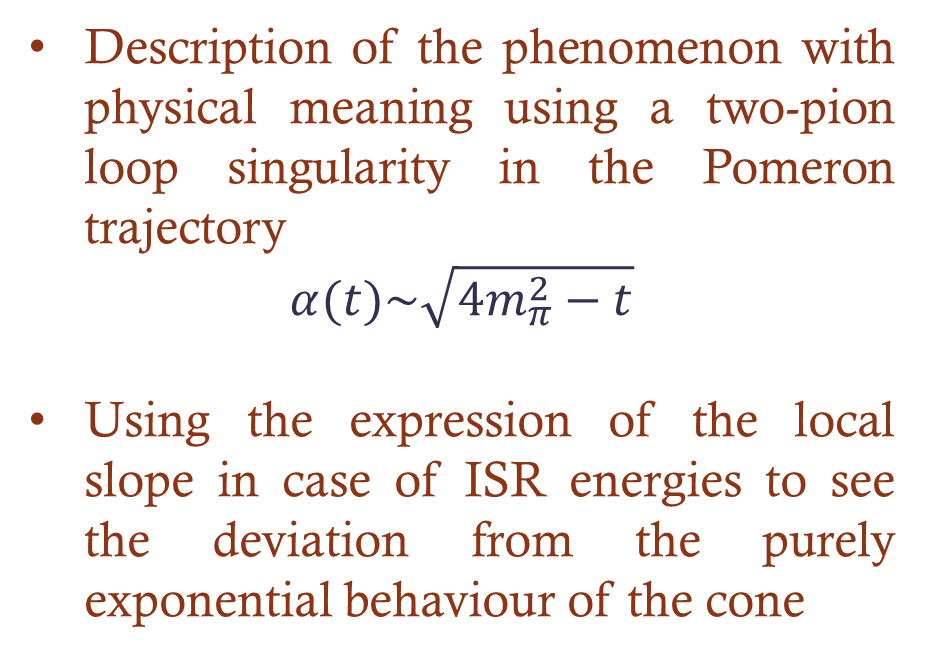 • Description of the phenomenon with
physical meaning using a two-pion
loop singularity in the Pomeron
trajectory
α(t)~√(4m_π^2 − t)
• Using the expression of the local
slope in case of ISR energies to see
the deviation from the purely
exponential behaviour of the cone